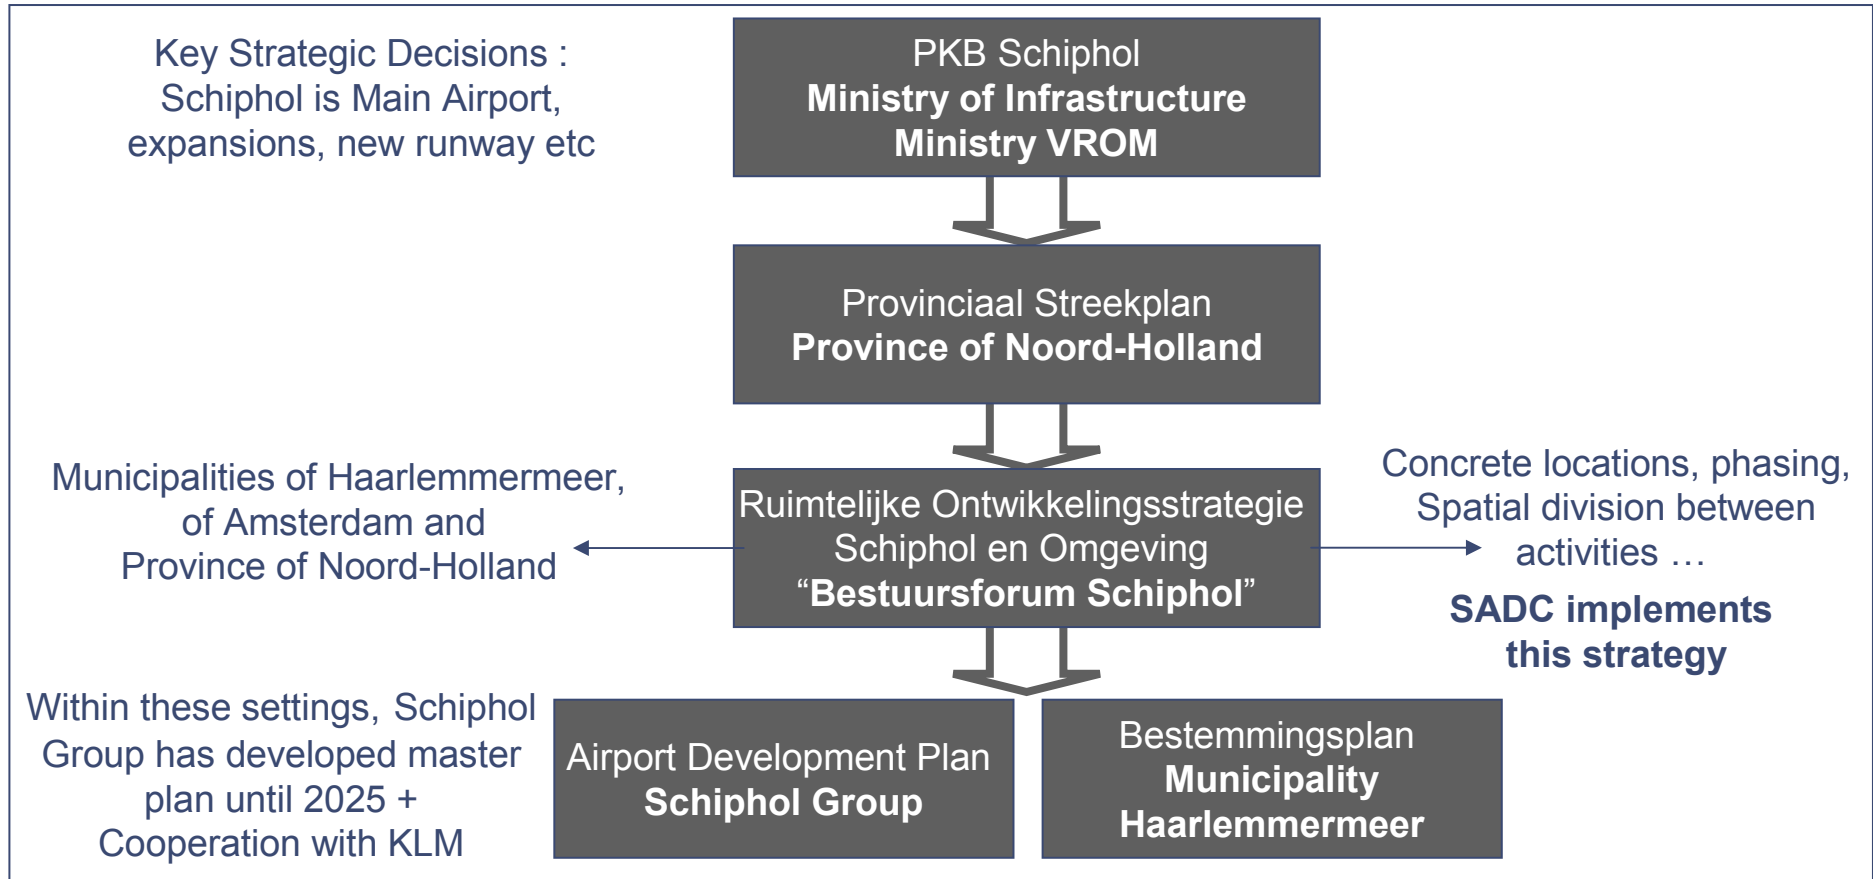 Key Strategic Decisions :
Schiphol is Main Airport,
expansions, new runway etc
PKB Schiphol
Ministry of Infrastructure
Ministry VROM
Provinciaal Streekplan
Province of Noord-Holland
Municipalities of Haarlemmermeer,
of Amsterdam and
Province of Noord-Holland
Ruimtelijke Ontwikkelingsstrategie
Schiphol en Omgeving
“Bestuursforum Schiphol”
Concrete locations, phasing,
Spatial division between
activities …
SADC implements
this strategy
Within these settings, Schiphol
Group has developed master
plan until 2025 +
Cooperation with KLM
Airport Development Plan
Schiphol Group
Bestemmingsplan
Municipality
Haarlemmermeer